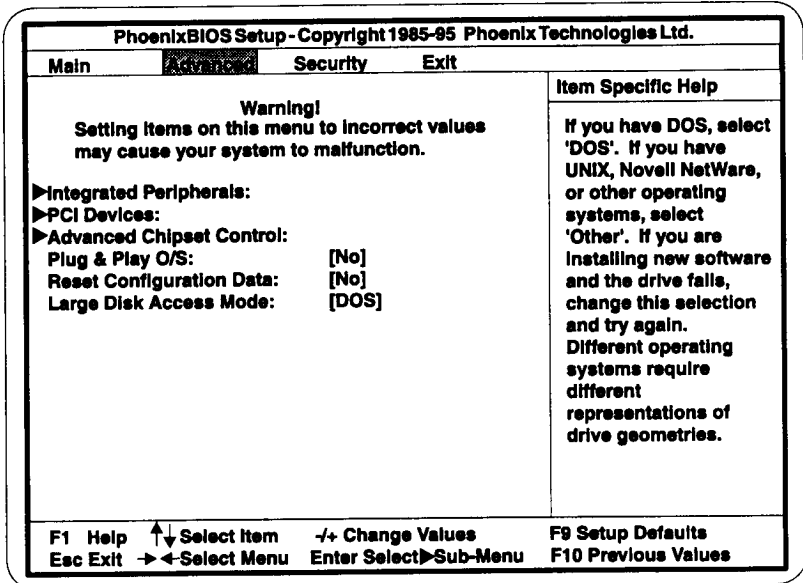 PhoenixBIOS Setup - Copyright 1985-95 Phoenix Technologies Ltd.
Main Advanced Security Exit
Warning!
Setting items on this menu to incorrect values
may cause your system to malfunction.
▶Integrated Peripherals:
▶PCI Devices:
▶Advanced Chipset Control:
Plug & Play O/S: [No]
Reset Configuration Data: [No]
Large Disk Access Mode: [DOS]
Item Specific Help
If you have DOS, select
'DOS'. If you have
UNIX, Novell NetWare,
or other operating
systems, select
'Other'. If you are
installing new software
and the drive fails,
change this selection
and try again.
Different operating
systems require
different
representations of
drive geometries.
F1 Help ↑↓ Select Item -/+ Change Values F9 Setup Defaults
Esc Exit →← Select Menu Enter Select▶Sub-Menu F10 Previous Values